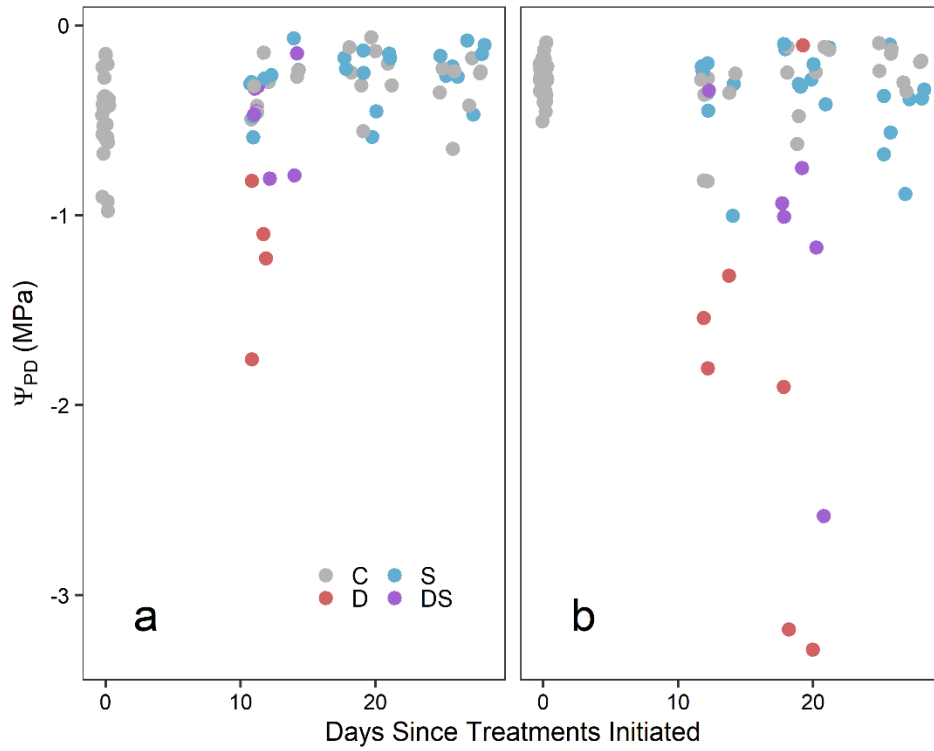 0
-1
-2
-3
Ψ_PD (MPa)
C S
D DS
a
b
0 10 20
0 10 20
Days Since Treatments Initiated